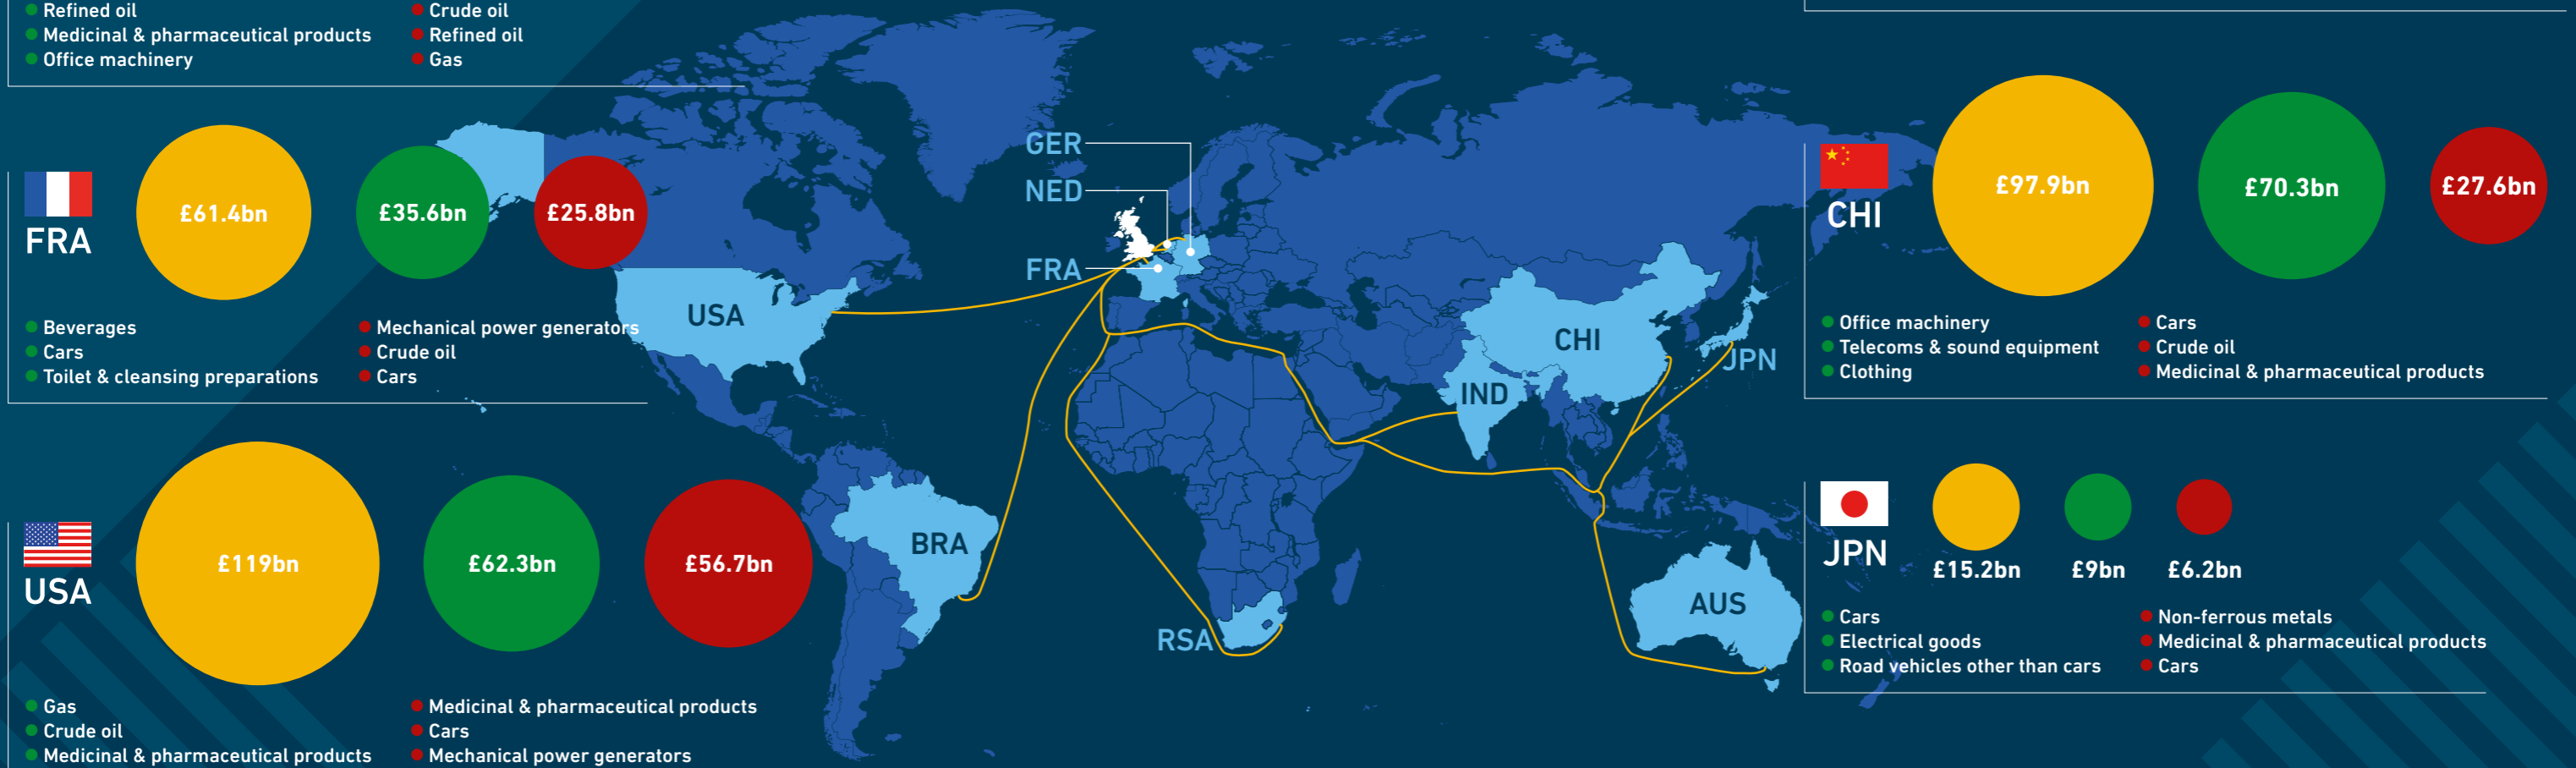 Refined oil
Medicinal & pharmaceutical products
Office machinery
Crude oil
Refined oil
Gas
FRA
£61.4bn
£35.6bn
£25.8bn
Beverages
Cars
Toilet & cleansing preparations
Mechanical power generators
Crude oil
Cars
USA
£119bn
£62.3bn
£56.7bn
Gas
Crude oil
Medicinal & pharmaceutical products
Medicinal & pharmaceutical products
Cars
Mechanical power generators
GER
NED
FRA
USA
BRA
RSA
IND
CHI
JPN
AUS
CHI
£97.9bn
£70.3bn
£27.6bn
Office machinery
Telecoms & sound equipment
Clothing
Cars
Crude oil
Medicinal & pharmaceutical products
JPN
£15.2bn
£9bn
£6.2bn
Cars
Electrical goods
Road vehicles other than cars
Non-ferrous metals
Medicinal & pharmaceutical products
Cars